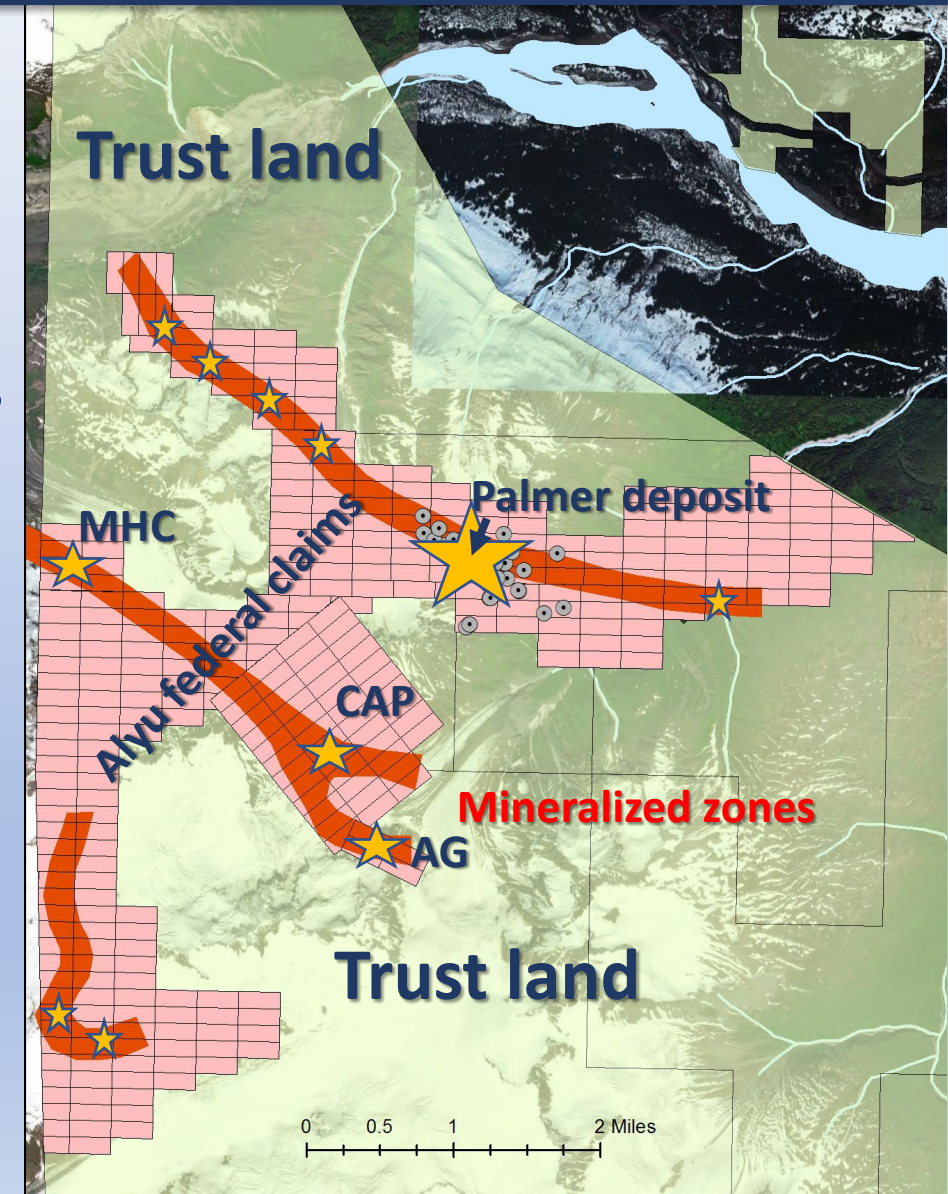 Trust land
Palmer deposit
MHC
Alyu federal claims
CAP
Mineralized zones
AG
Trust land
0 0.5 1 2 Miles